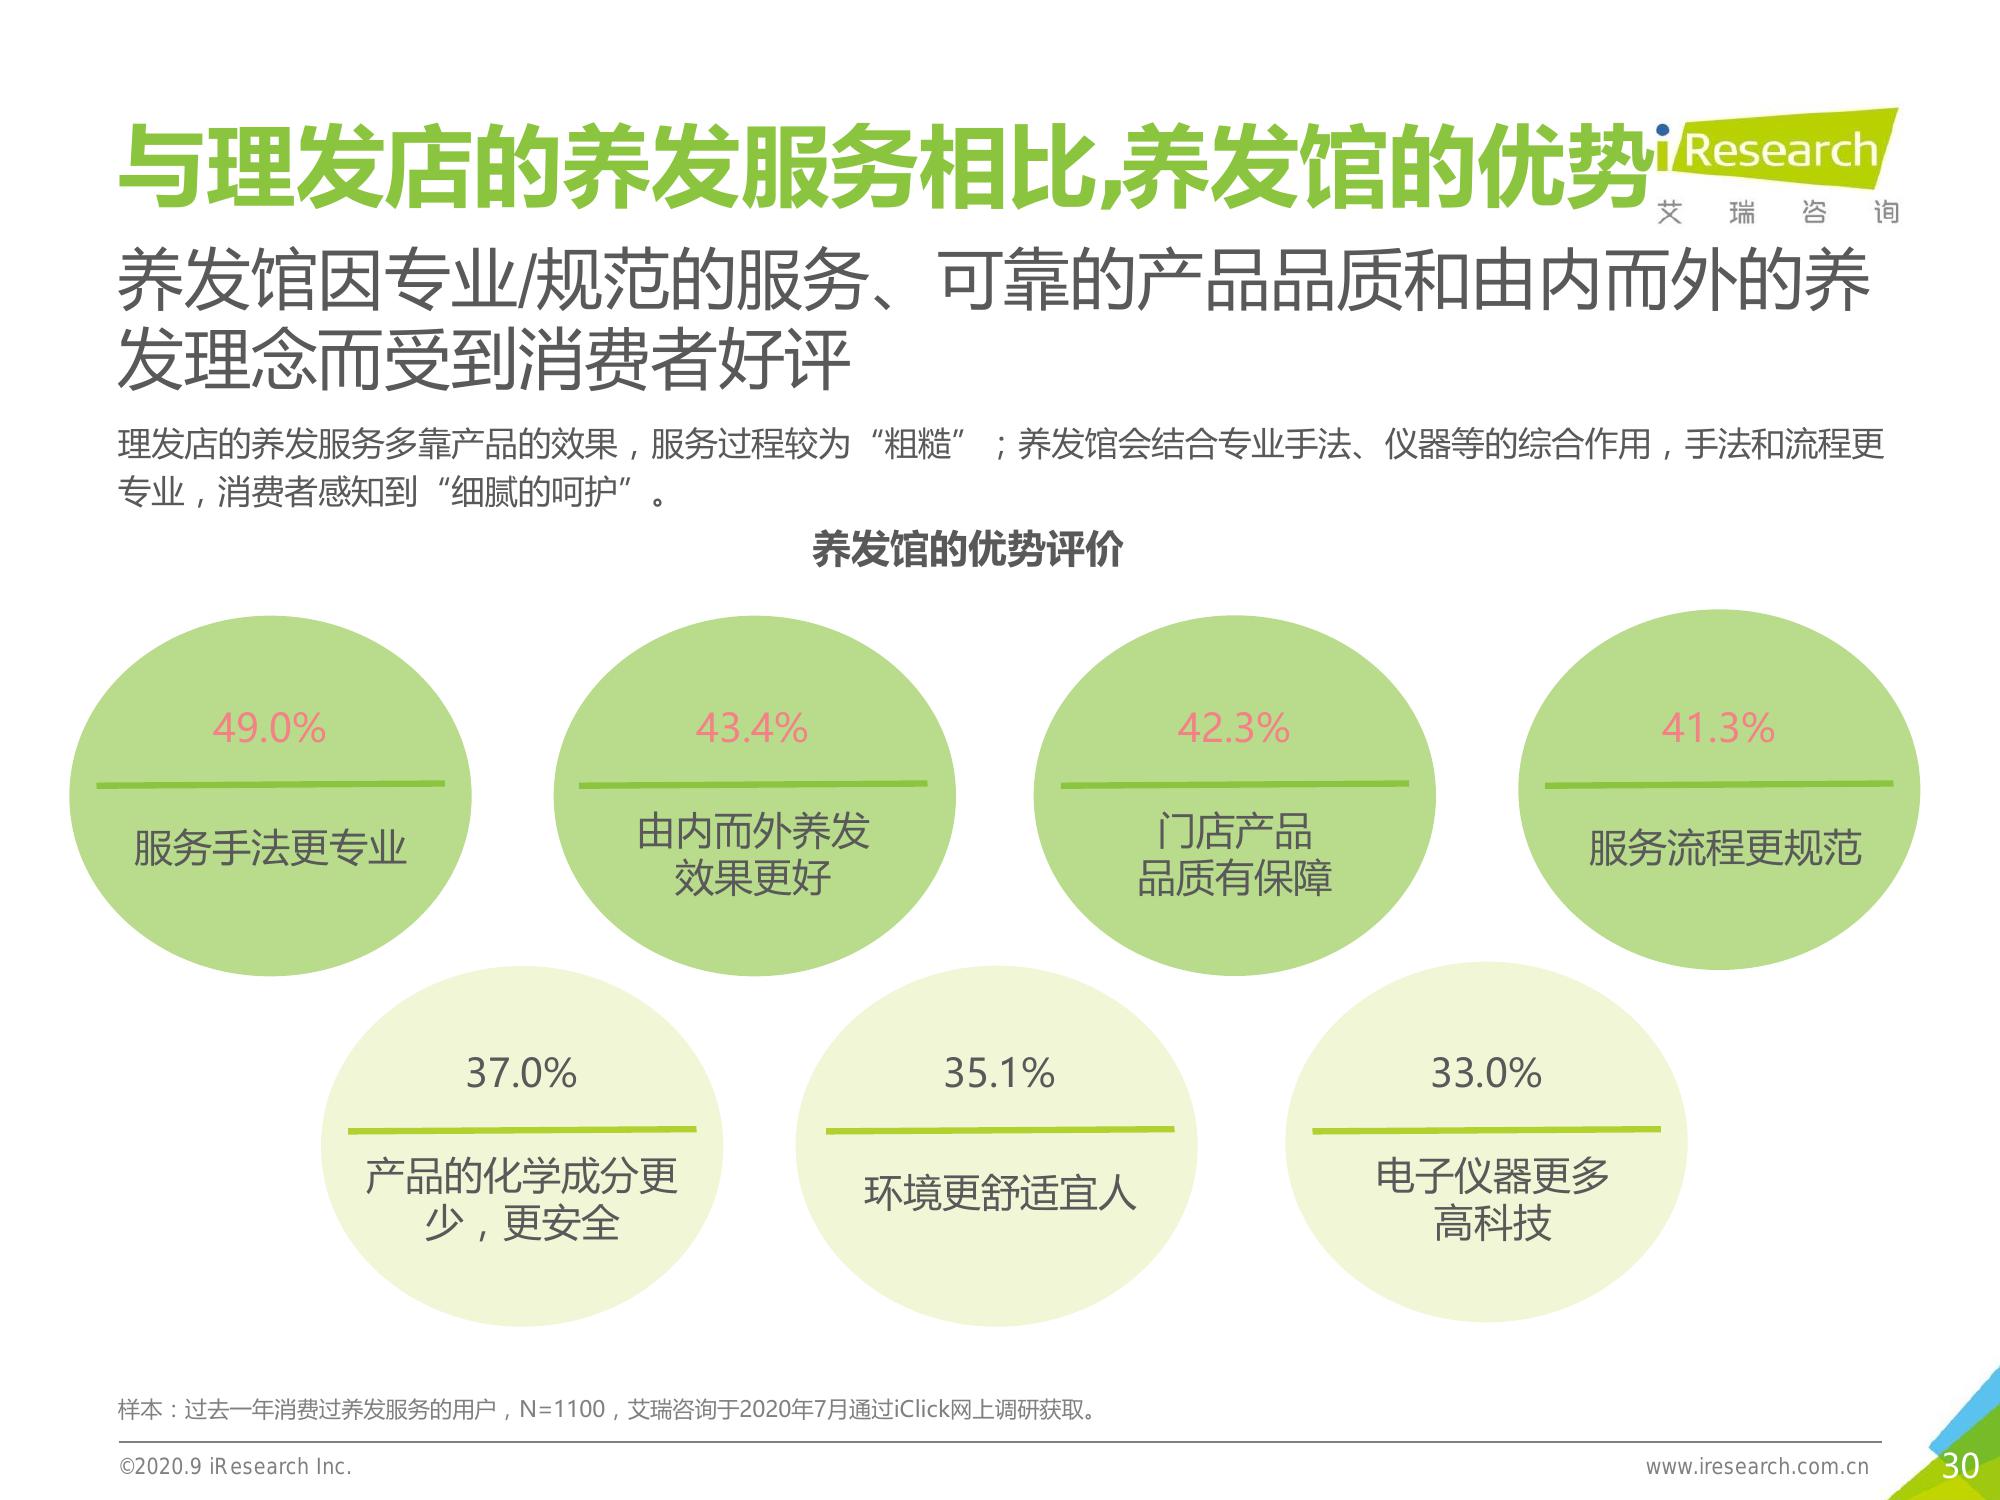 与理发店的养发服务相比,养发馆的优势
iResearch
艾瑞咨询
养发馆因专业/规范的服务、可靠的产品品质和由内而外的养
发理念而受到消费者好评
理发店的养发服务多靠产品的效果，服务过程较为“粗糙”；养发馆会结合专业手法、仪器等的综合作用，手法和流程更
专业，消费者感知到“细腻的呵护”。
养发馆的优势评价
49.0%
服务手法更专业
43.4%
由内而外养发
效果更好
42.3%
门店产品
品质有保障
41.3%
服务流程更规范
37.0%
产品的化学成分更
少，更安全
35.1%
环境更舒适宜人
33.0%
电子仪器更多
高科技
样本：过去一年消费过养发服务的用户，N=1100，艾瑞咨询于2020年7月通过iClick网上调研获取。
©2020.9 iResearch Inc.
www.iresearch.com.cn
30